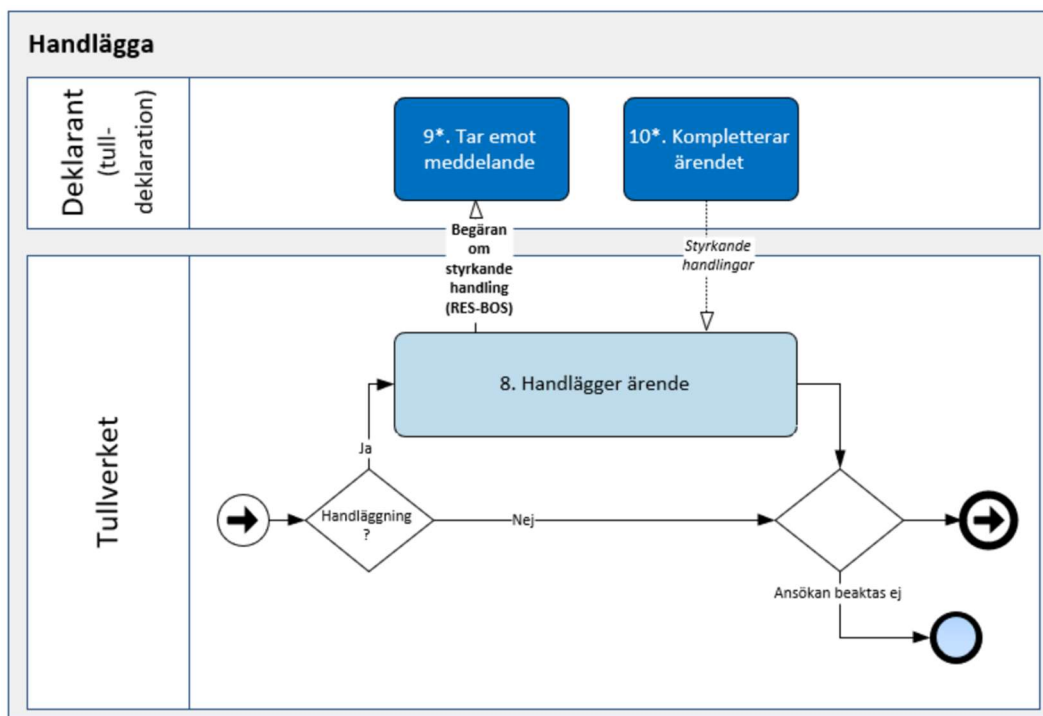 Handlägga
Deklarant
(tull-
deklaration)
9*. Tar emot
meddelande
10*. Kompletterar
ärendet
Begäran
om
styrkande
handling
(RES-BOS)
Styrkande
handlingar
Tullverket
8. Handlägger ärende
Ja
Handläggning
?
Nej
Ansökan beaktas ej